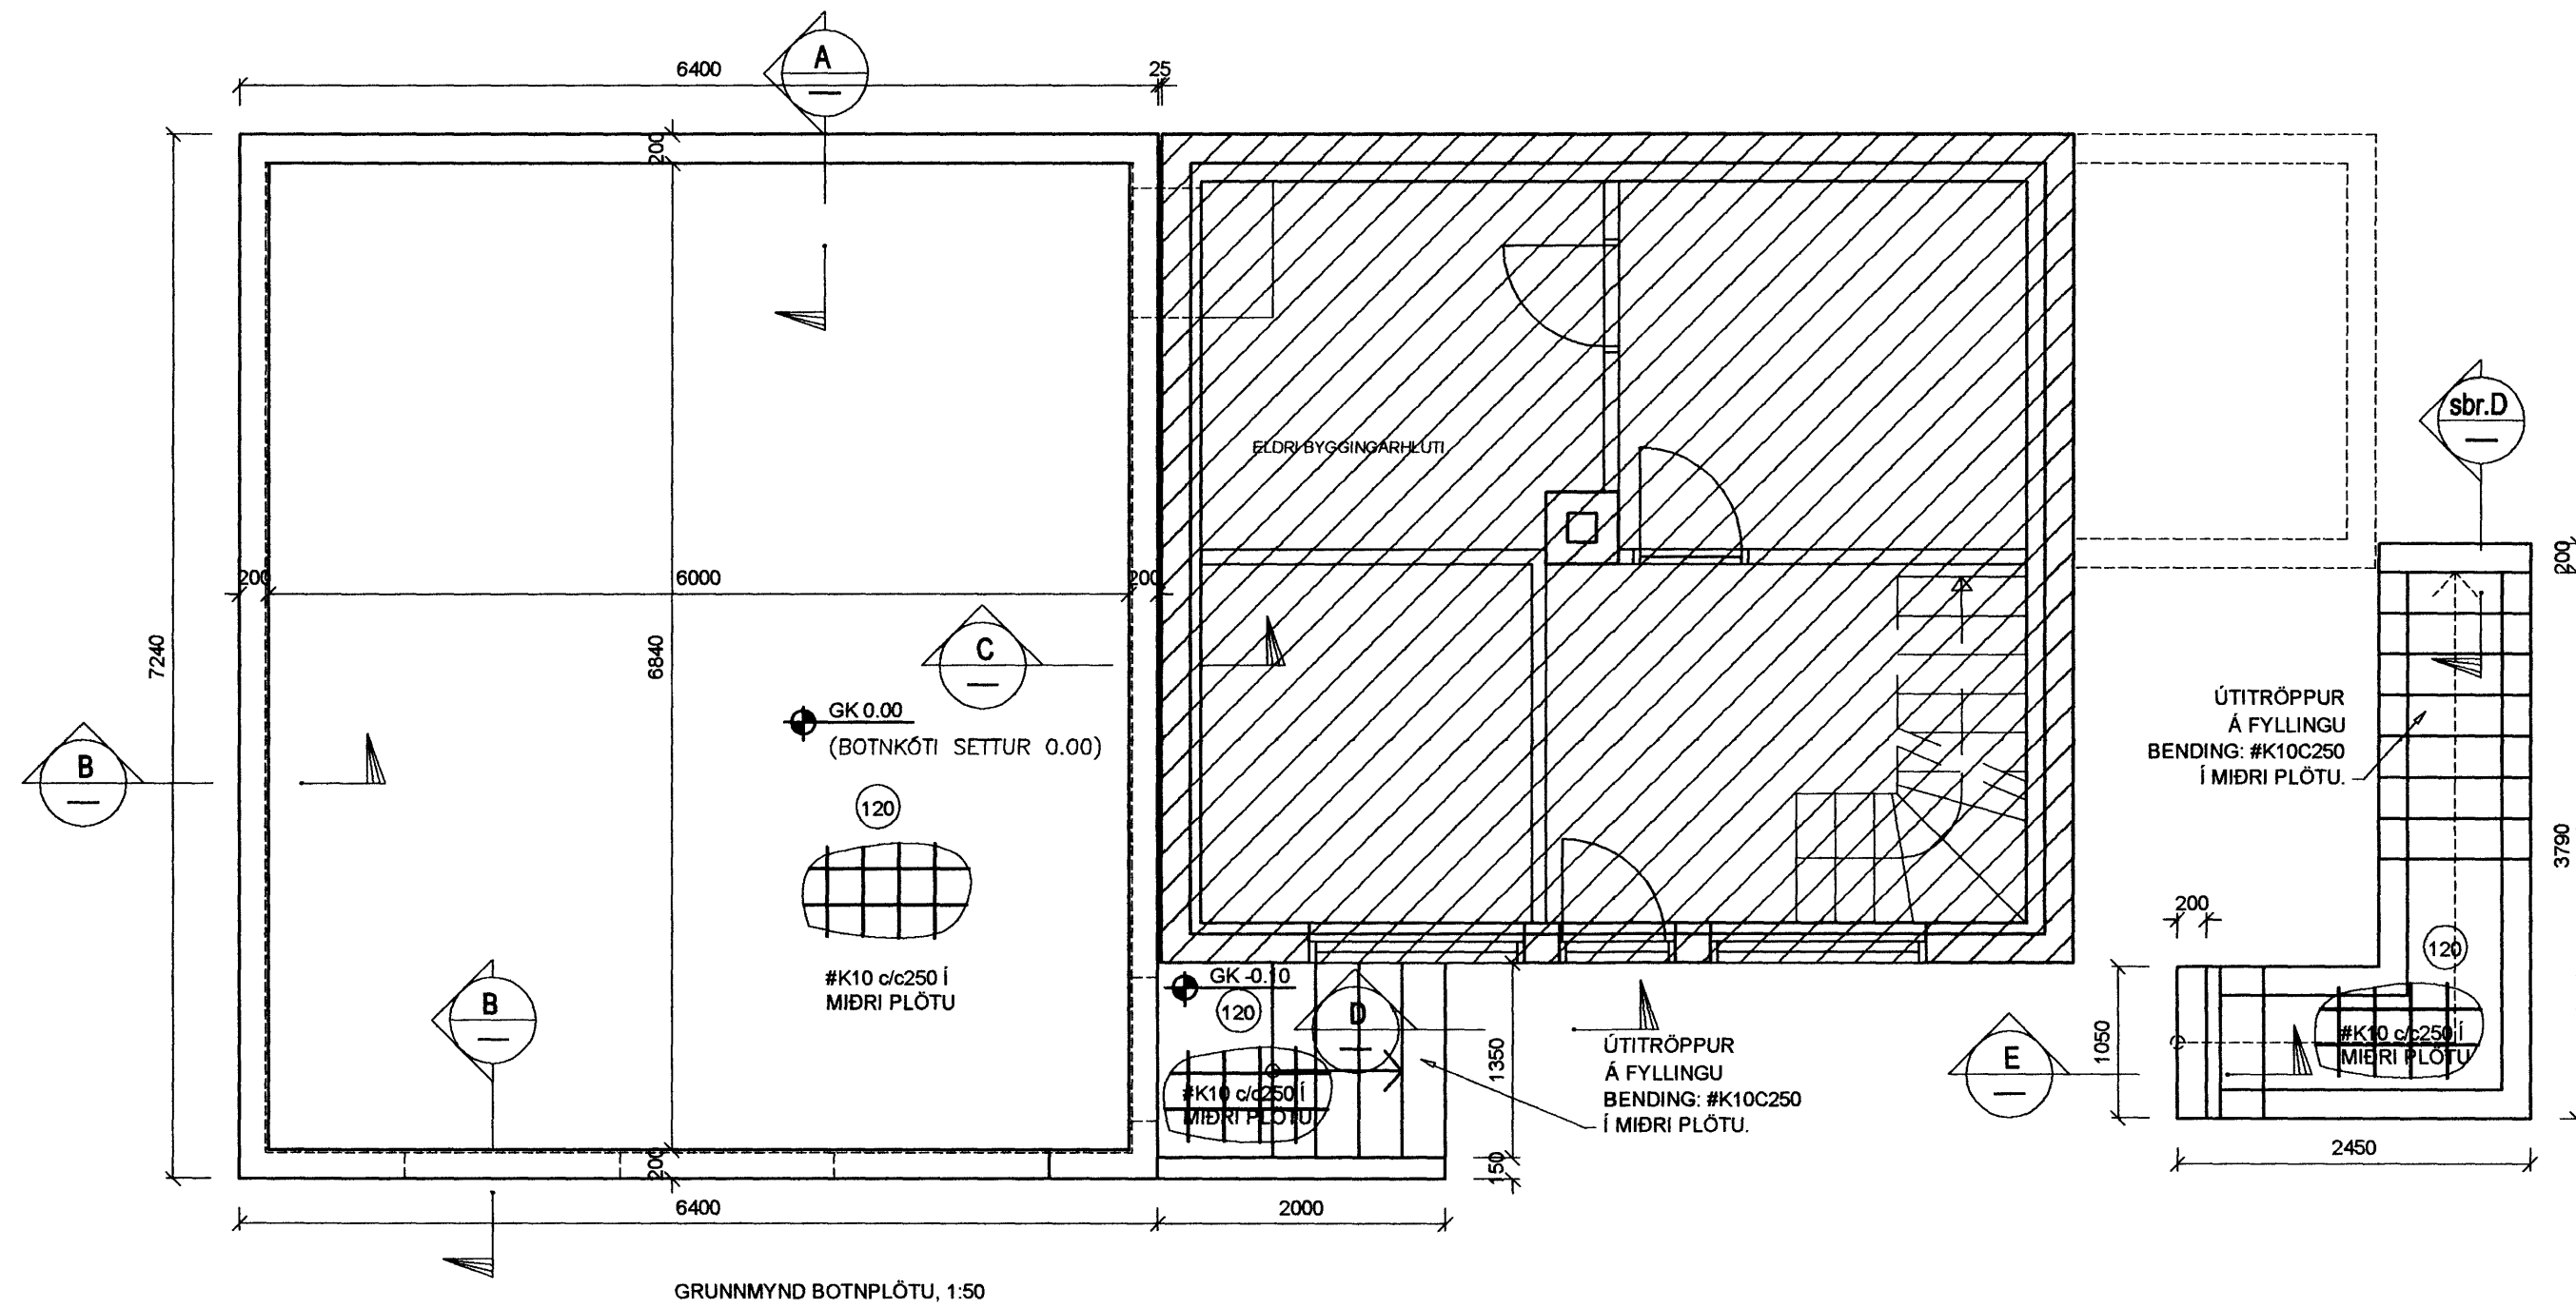 A
6400
25
200
sbr.D
ELDRI BYGGINGARHLUTI
200
6000
200
200
7240
6840
C
GK 0.00
(BOTNKÓTI SETTUR 0.00)
B
120
ÚTITRÖPPUR
Á FYLLINGU
BENDING: #K10C250
Í MIÐRI PLÖTU.
3790
200
120
#K10 c/c250 Í
MIÐRI PLÖTU
B
GK -0.10
120
D
#K10 c/c250 Í
MIÐRI PLÖTU
1350
150
ÚTITRÖPPUR
Á FYLLINGU
BENDING: #K10C250
Í MIÐRI PLÖTU.
E
1050
#K10 c/c250 Í
MIÐRI PLÖTU
2450
200
6400
2000
GRUNNMYND BOTNPLÖTU, 1:50